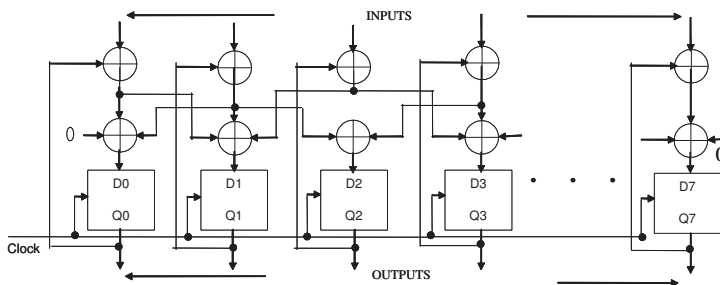 INPUTS
0
0
D0 D1 D2 D3 D7
Q0 Q1 Q2 Q3 Q7
Clock
OUTPUTS